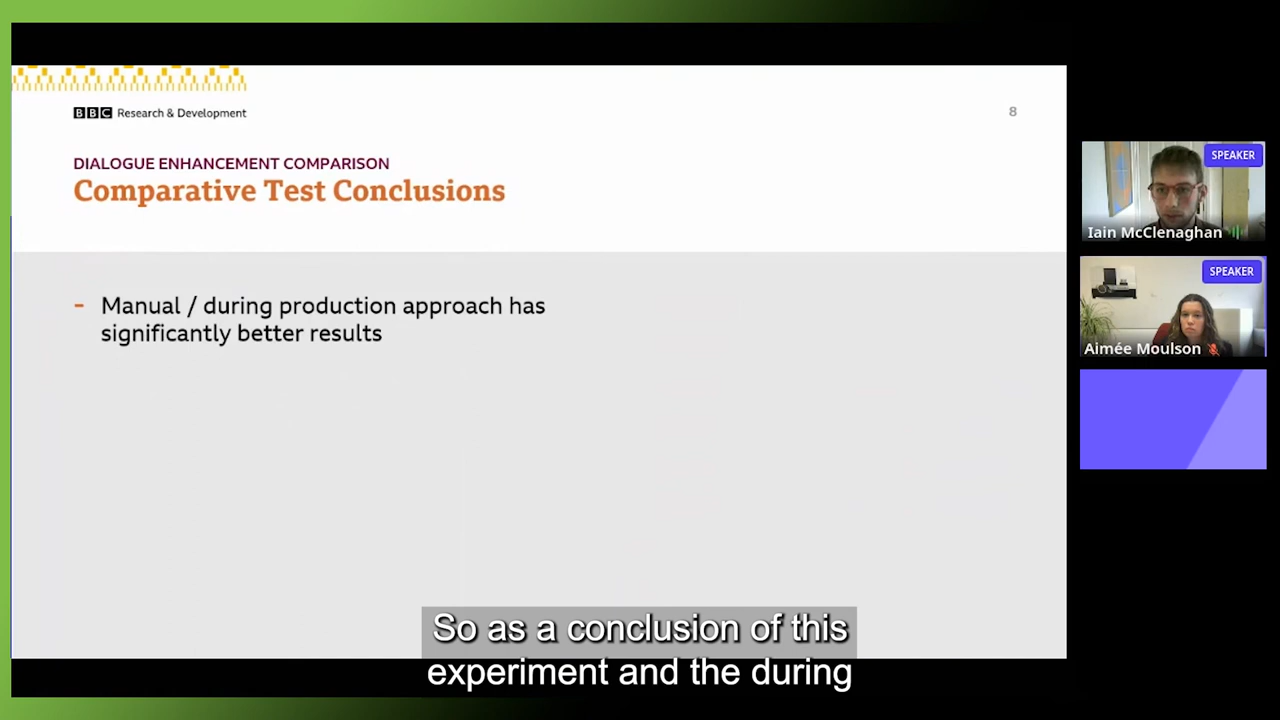 BBC Research & Development
8
DIALOGUE ENHANCEMENT COMPARISON
Comparative Test Conclusions
- Manual / during production approach has
significantly better results
SPEAKER
Iain McClenaghan
SPEAKER
Aimée Moulson
So as a conclusion of this
experiment and the during